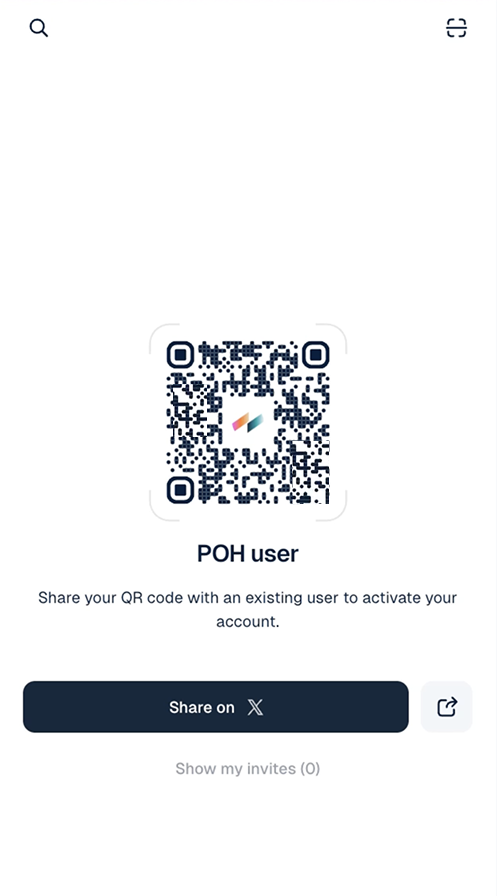 POH user
Share your QR code with an existing user to activate your
account.
Share on X
Show my invites (0)